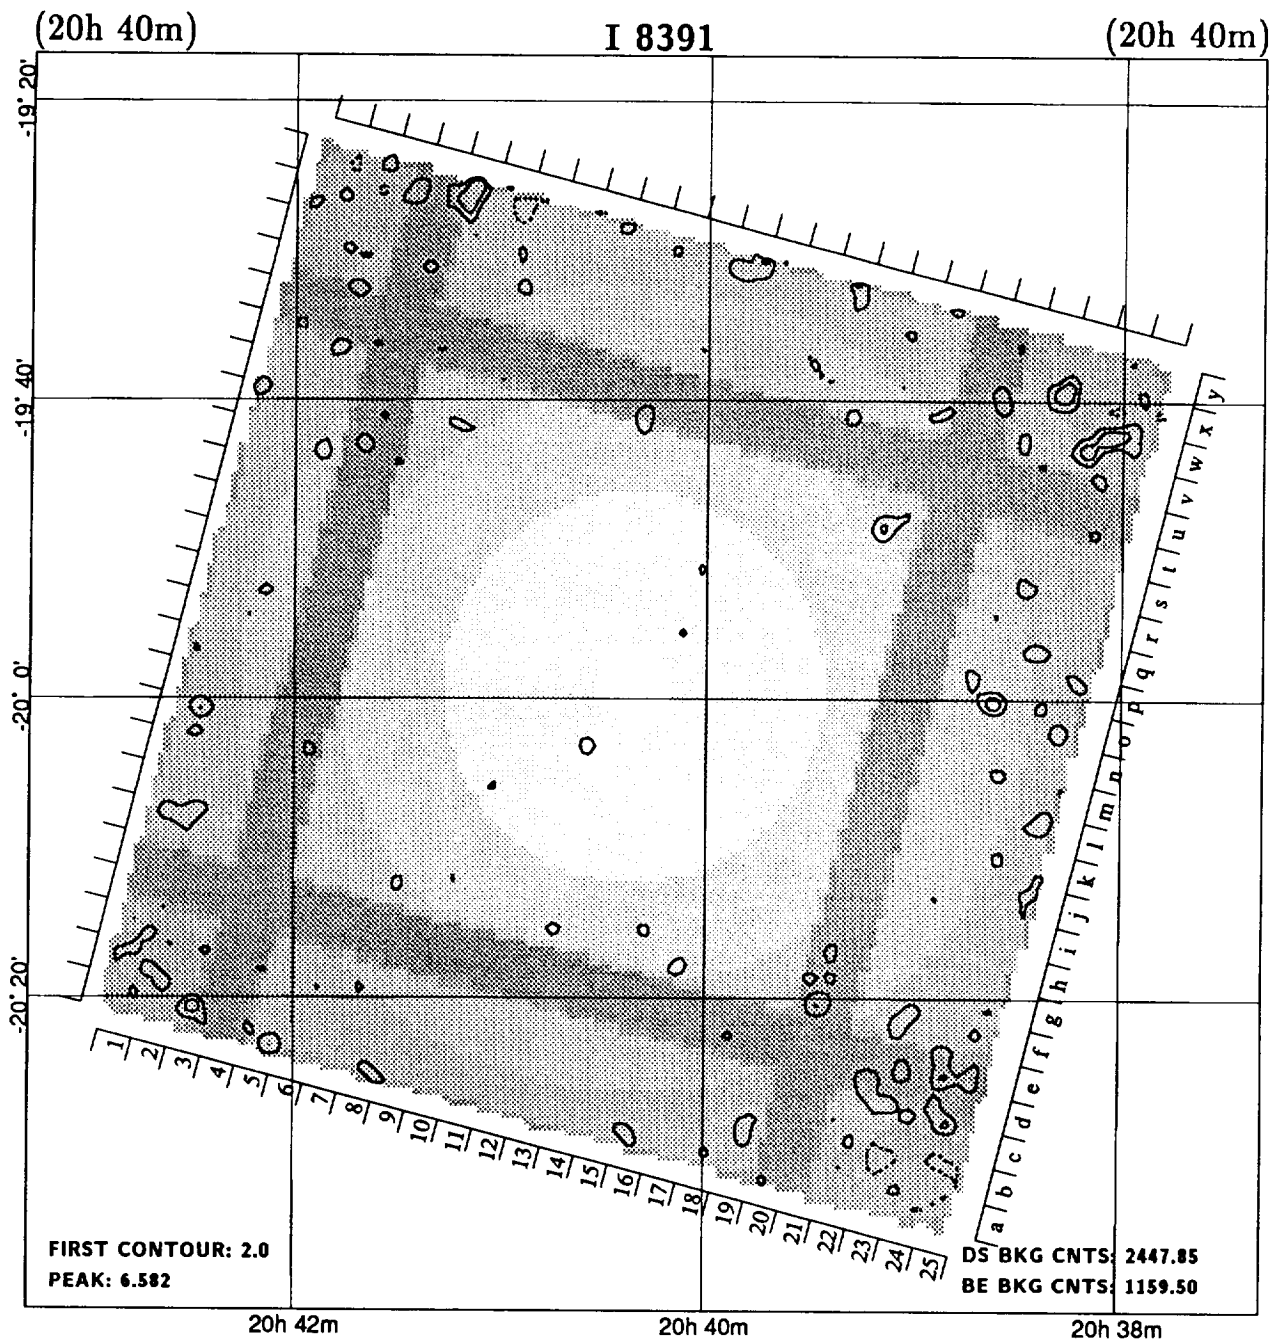 (20h 40m) I 8391 (20h 40m)
-19° 20'
-19° 40'
-20° 0'
-20° 20'
y
x
w
v
u
t
s
r
q
p
o
n
m
l
k
j
i
h
g
f
e
d
c
b
a
1 2 3 4 5 6 7 8 9 10 11 12 13 14 15 16 17 18 19 20 21 22 23 24 25
FIRST CONTOUR: 2.0
PEAK: 6.582
DS BKG CNTS: 2447.85
BE BKG CNTS: 1159.50
20h 42m 20h 40m 20h 38m